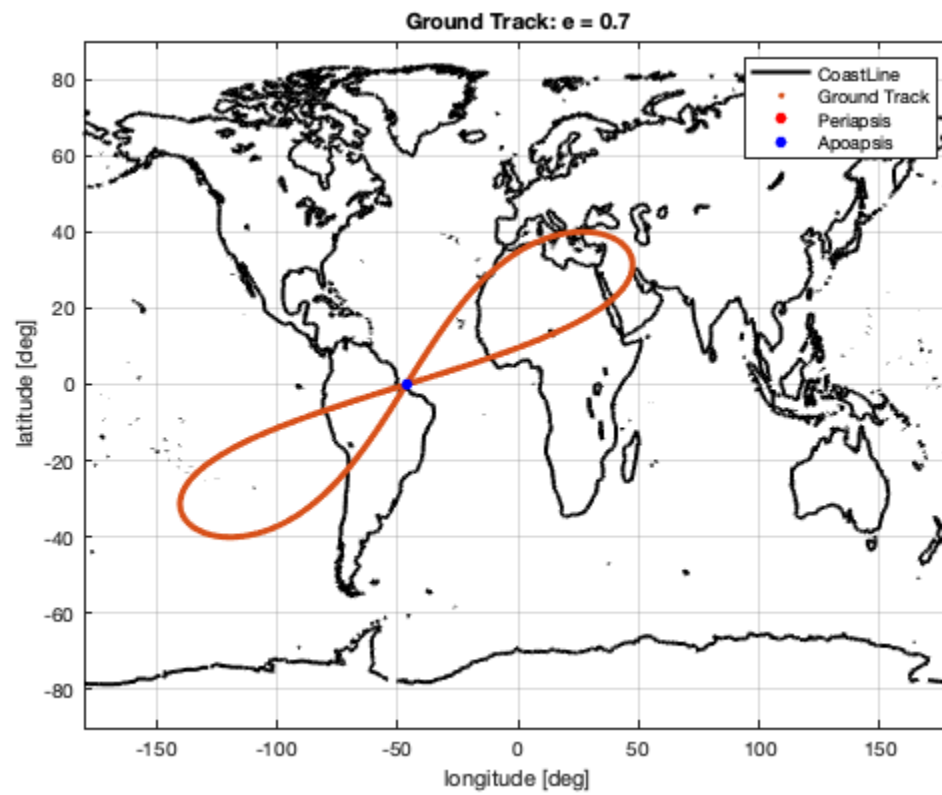 Ground Track: e = 0.7
CoastLine
Ground Track
Periapsis
Apoapsis
80
60
40
20
0
-20
-40
-60
-80
latitude [deg]
-150 -100 -50 0 50 100 150
longitude [deg]